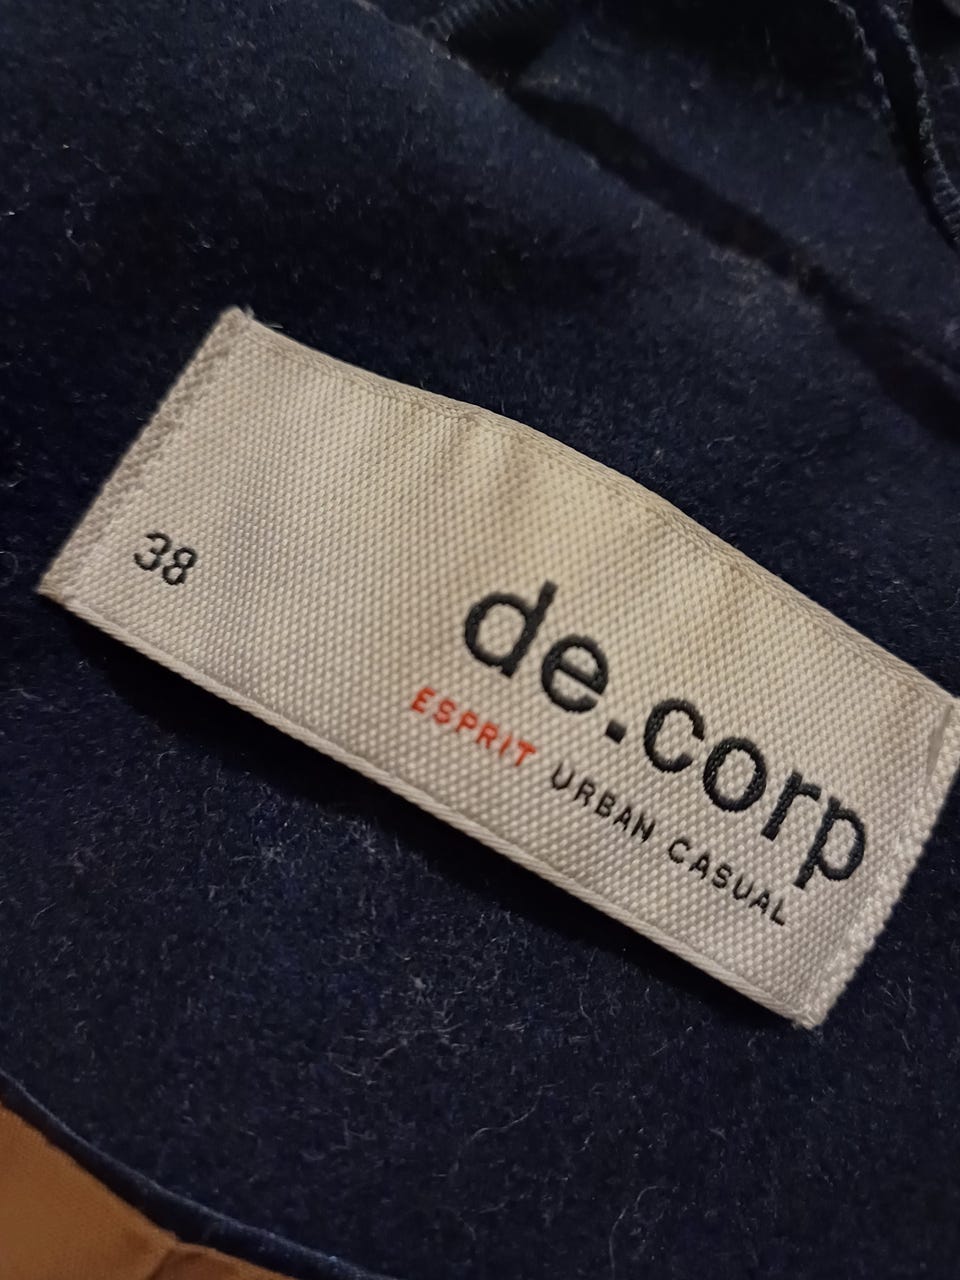 38
de.corp
ESPRIT URBAN CASUAL